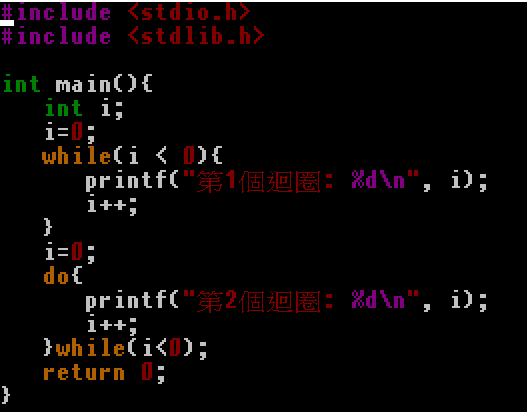 #include <stdio.h>
#include <stdlib.h>
int main(){
int i;
i=0;
while(i < 0){
printf("第1個迴圈: %d\n", i);
i++;
}
i=0;
do{
printf("第2個迴圈: %d\n", i);
i++;
}while(i<0);
return 0;
}